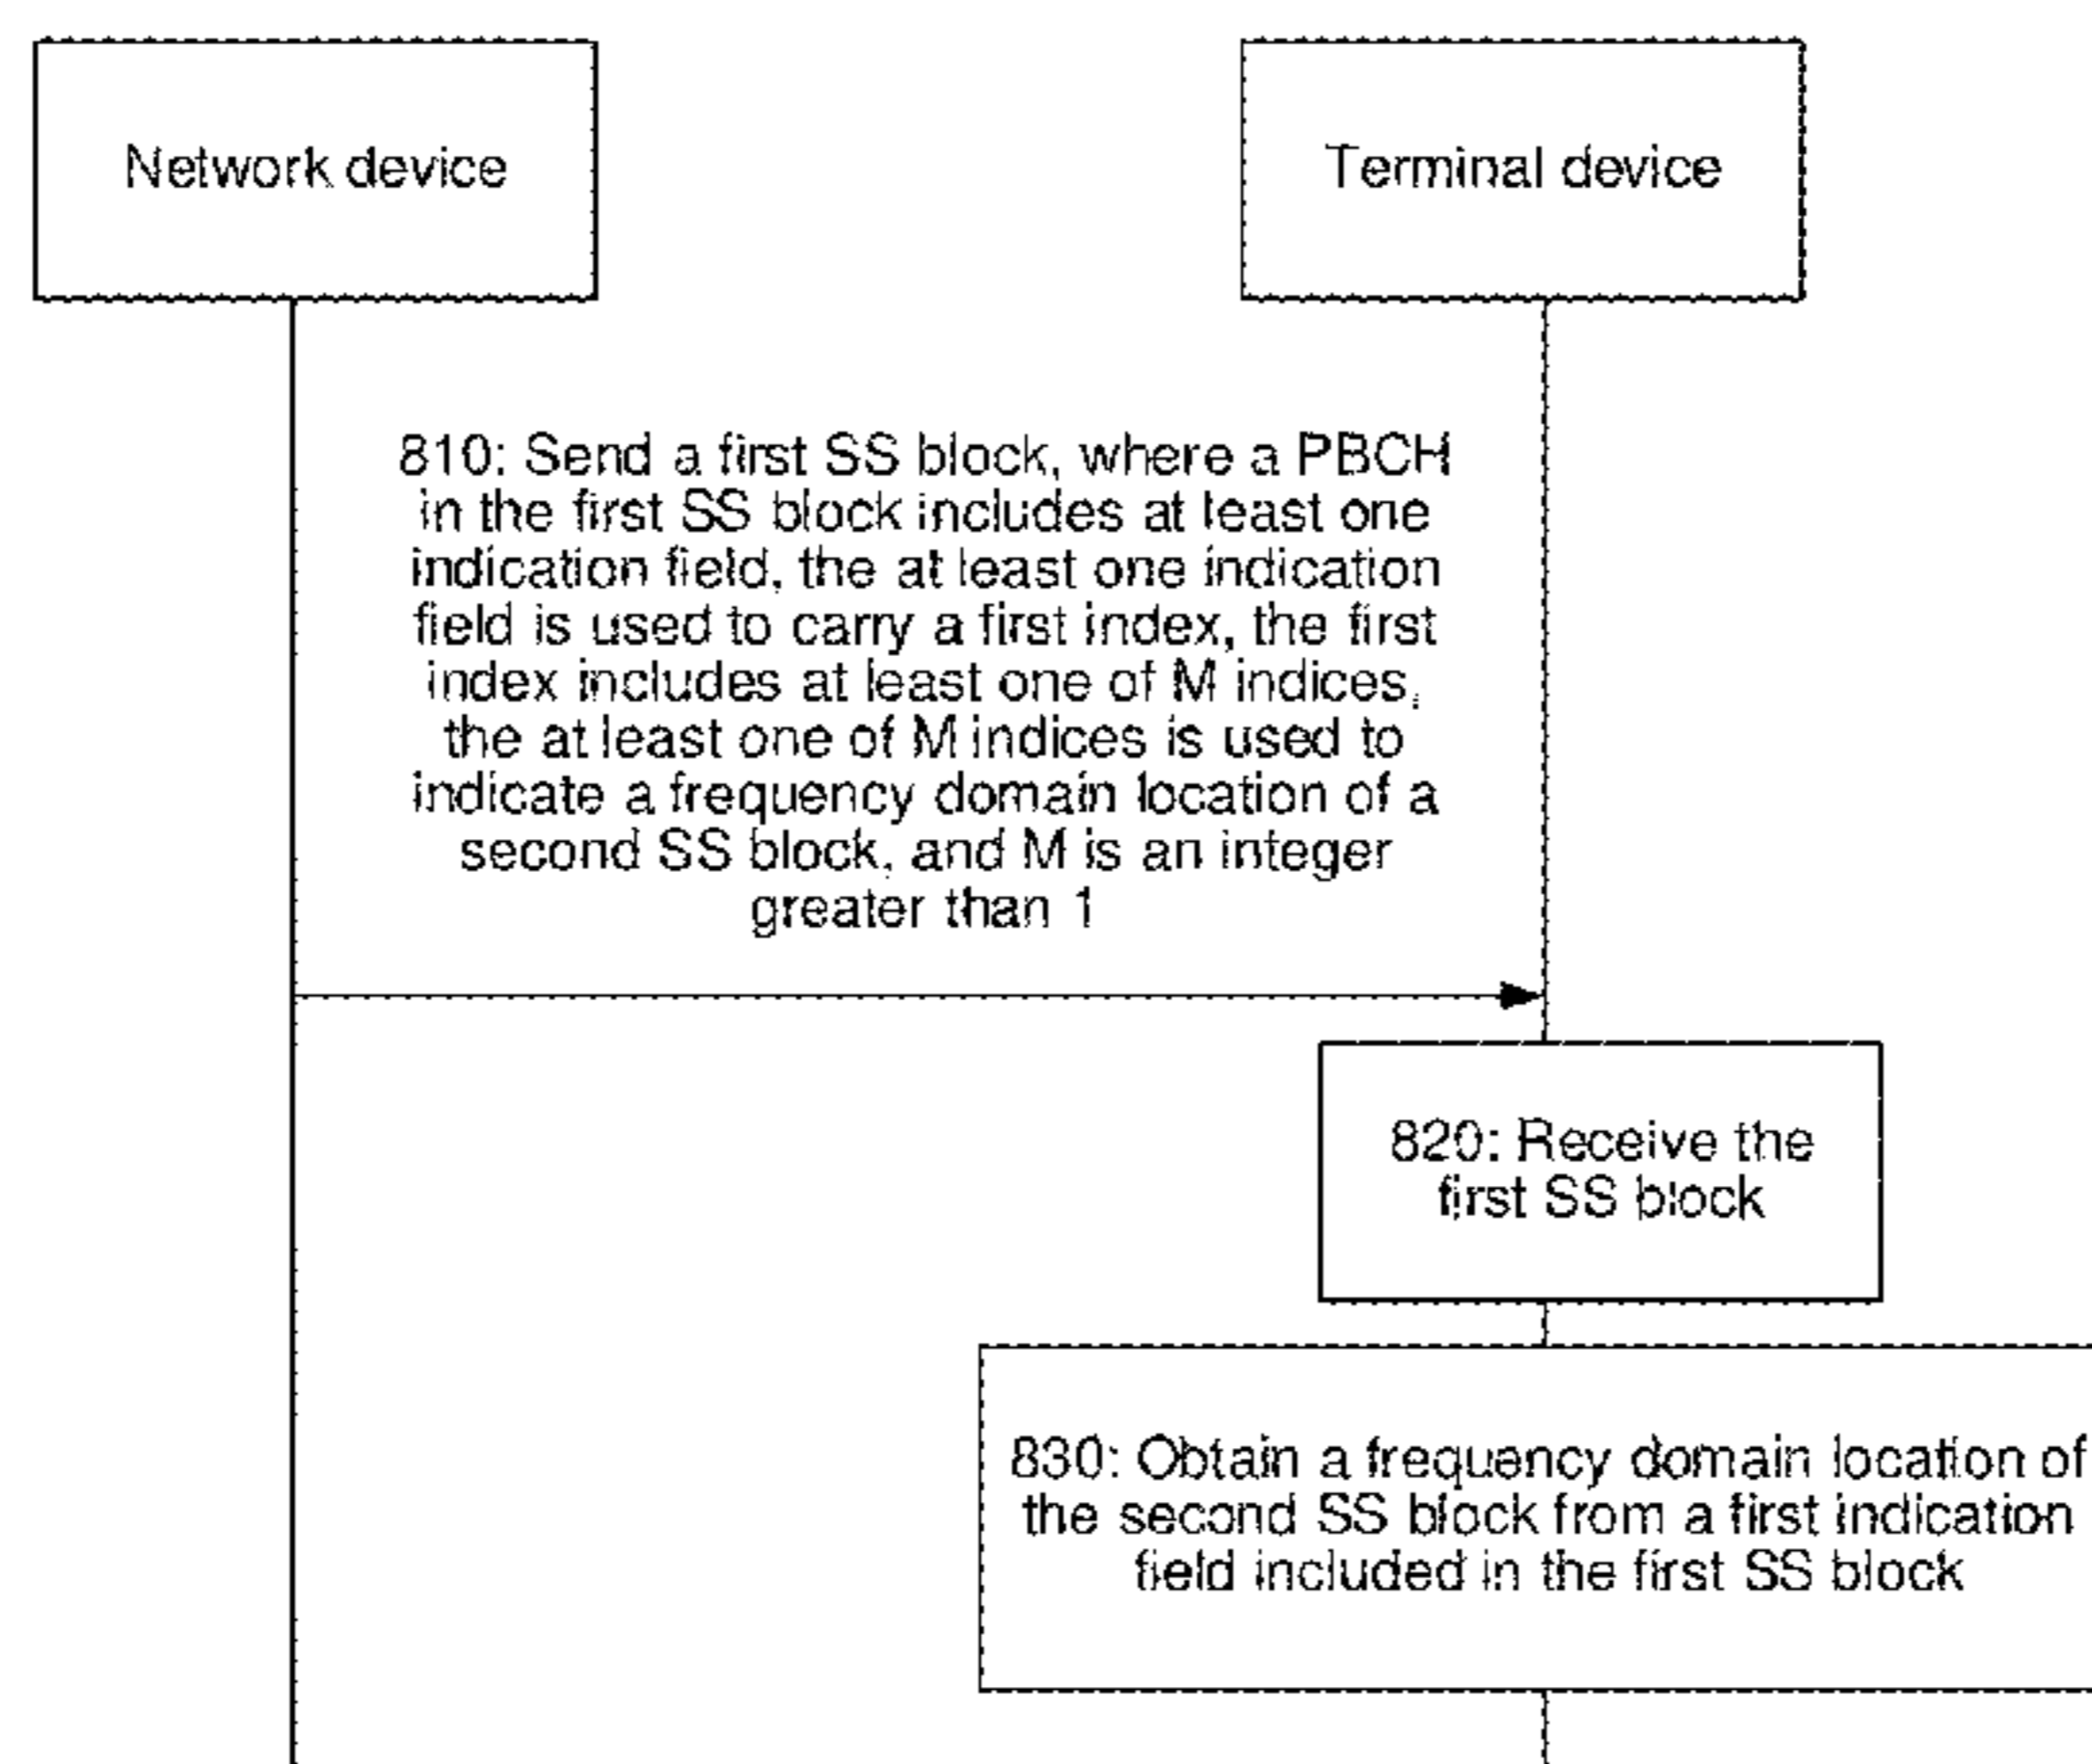 Network device
Terminal device
810: Send a first SS block, where a PBCH
in the first SS block includes at least one
indication field, the at least one indication
field is used to carry a first index, the first
index includes at least one of M indices,
the at least one of M indices is used to
indicate a frequency domain location of a
second SS block, and M is an integer
greater than 1
820: Receive the
first SS block
830: Obtain a frequency domain location of
the second SS block from a first indication
field included in the first SS block